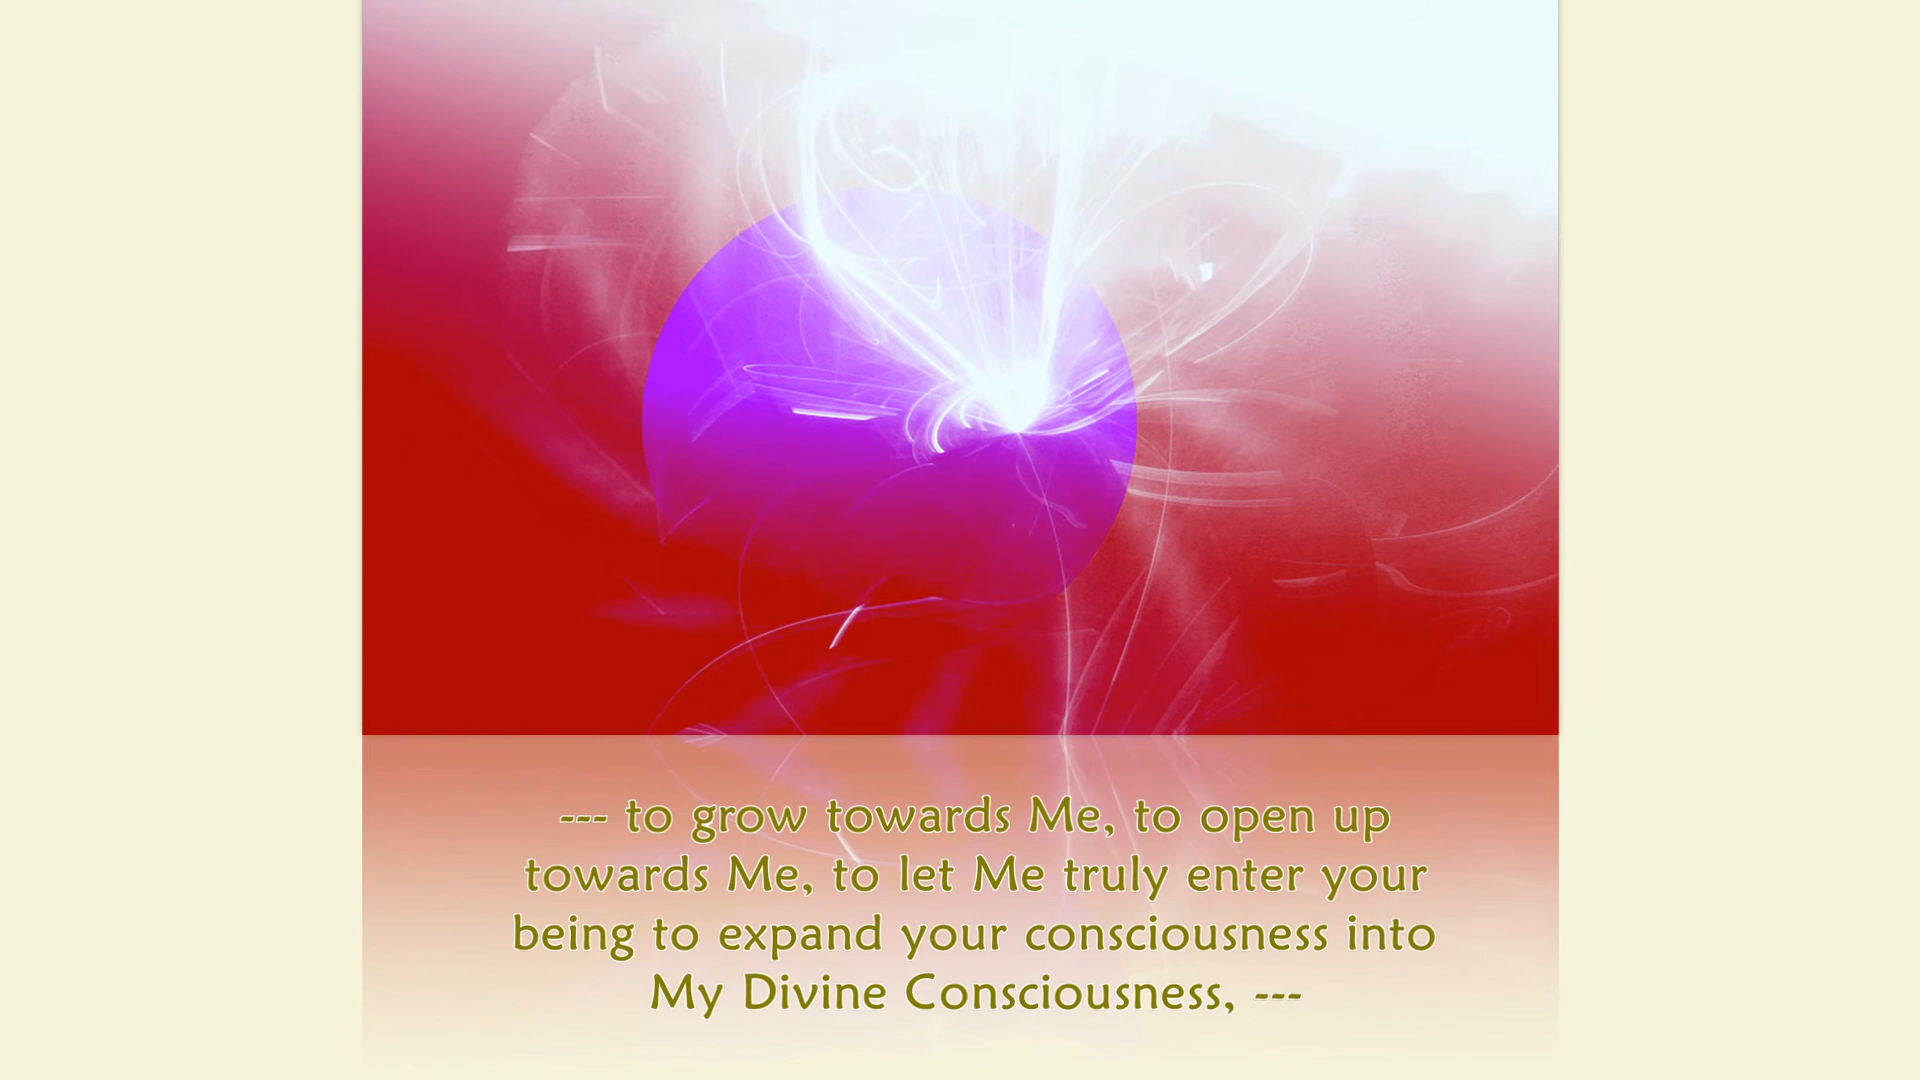 --- to grow towards Me, to open up
towards Me, to let Me truly enter your
being to expand your consciousness into
My Divine Consciousness, ---